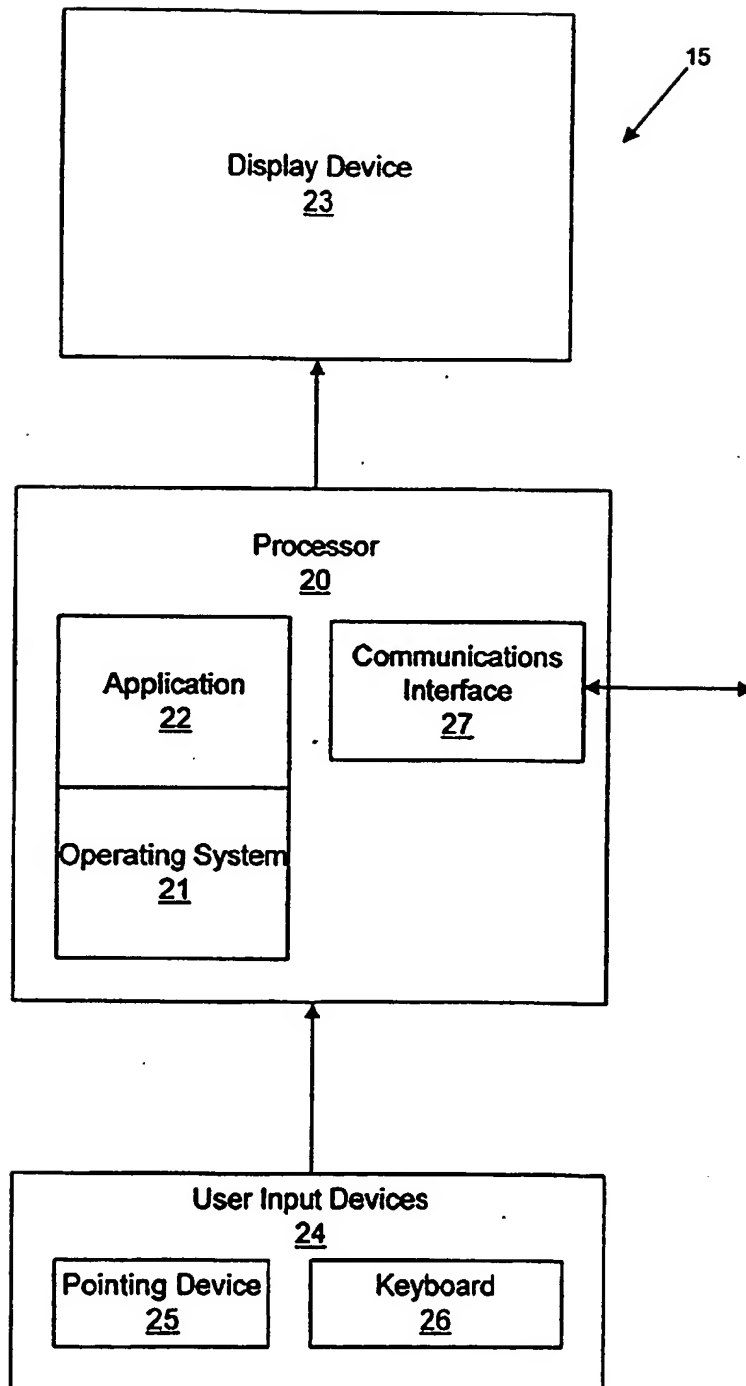 15
Display Device
23
Processor
20
Application
22
Communications
Interface
27
Operating System
21
User Input Devices
24
Pointing Device
25
Keyboard
26